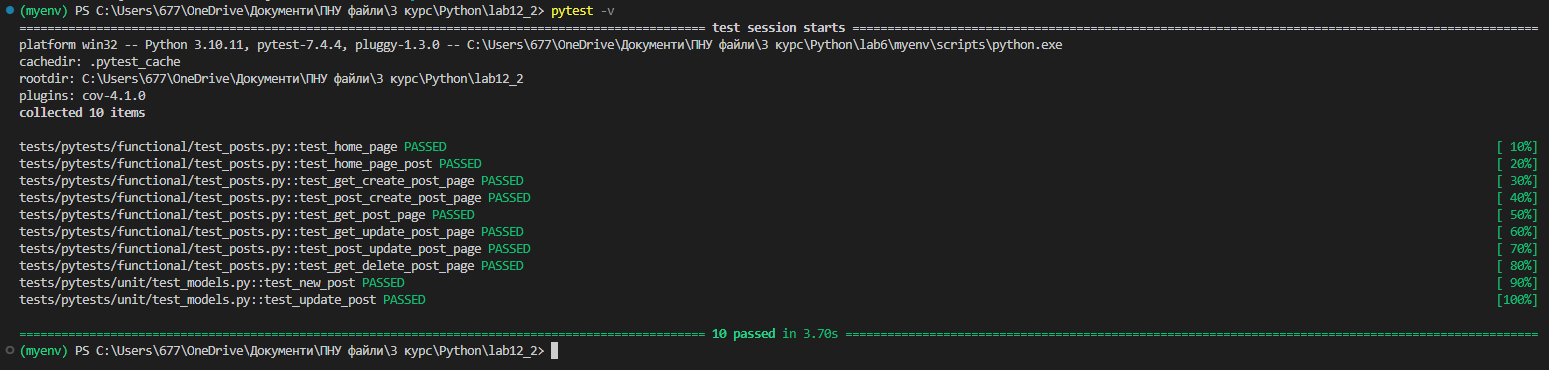 (myenv) PS C:\Users\677\OneDrive\Документи\ПНУ файли\3 курс\Python\lab12_2> pytest -v
============================= test session starts =============================
platform win32 -- Python 3.10.11, pytest-7.4.4, pluggy-1.3.0 -- C:\Users\677\OneDrive\Документи\ПНУ файли\3 курс\Python\lab6\myenv\scripts\python.exe
cachedir: .pytest_cache
rootdir: C:\Users\677\OneDrive\Документи\ПНУ файли\3 курс\Python\lab12_2
plugins: cov-4.1.0
collected 10 items
tests/pytests/functional/test_posts.py::test_home_page PASSED [ 10%]
tests/pytests/functional/test_posts.py::test_home_page_post PASSED [ 20%]
tests/pytests/functional/test_posts.py::test_get_create_post_page PASSED [ 30%]
tests/pytests/functional/test_posts.py::test_post_create_post_page PASSED [ 40%]
tests/pytests/functional/test_posts.py::test_get_post_page PASSED [ 50%]
tests/pytests/functional/test_posts.py::test_get_update_post_page PASSED [ 60%]
tests/pytests/functional/test_posts.py::test_post_update_post_page PASSED [ 70%]
tests/pytests/functional/test_posts.py::test_get_delete_post_page PASSED [ 80%]
tests/pytests/unit/test_models.py::test_new_post PASSED [ 90%]
tests/pytests/unit/test_models.py::test_update_post PASSED [100%]
============================= 10 passed in 3.70s =============================
(myenv) PS C:\Users\677\OneDrive\Документи\ПНУ файли\3 курс\Python\lab12_2>